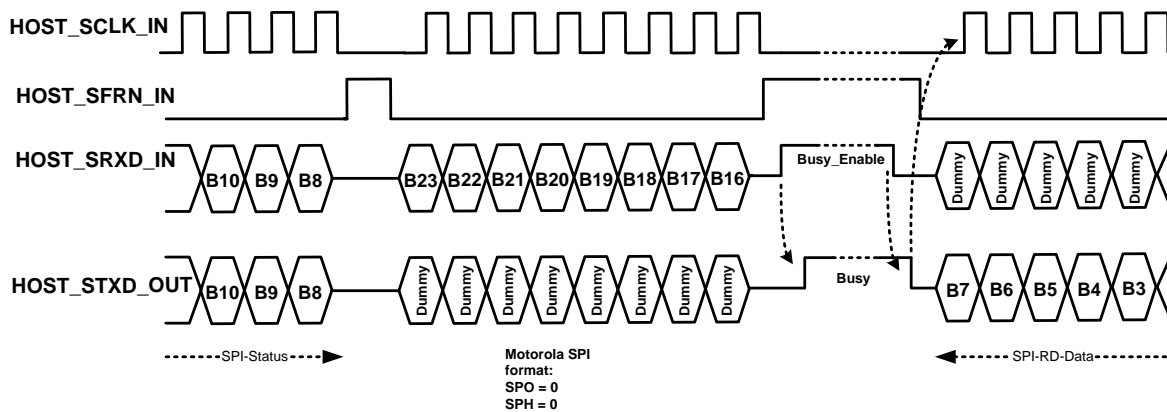 HOST_SCLK_IN
HOST_SFRN_IN
HOST_SRXD_IN
B10 B9 B8 B23 B22 B21 B20 B19 B18 B17 B16 Busy_Enable Dummy Dummy Dummy Dummy Dummy
HOST_STXD_OUT
B10 B9 B8 Dummy Dummy Dummy Dummy Dummy Dummy Dummy Dummy Busy B7 B6 B5 B4 B3
SPI-Status
Motorola SPI
format:
SPO = 0
SPH = 0
SPI-RD-Data